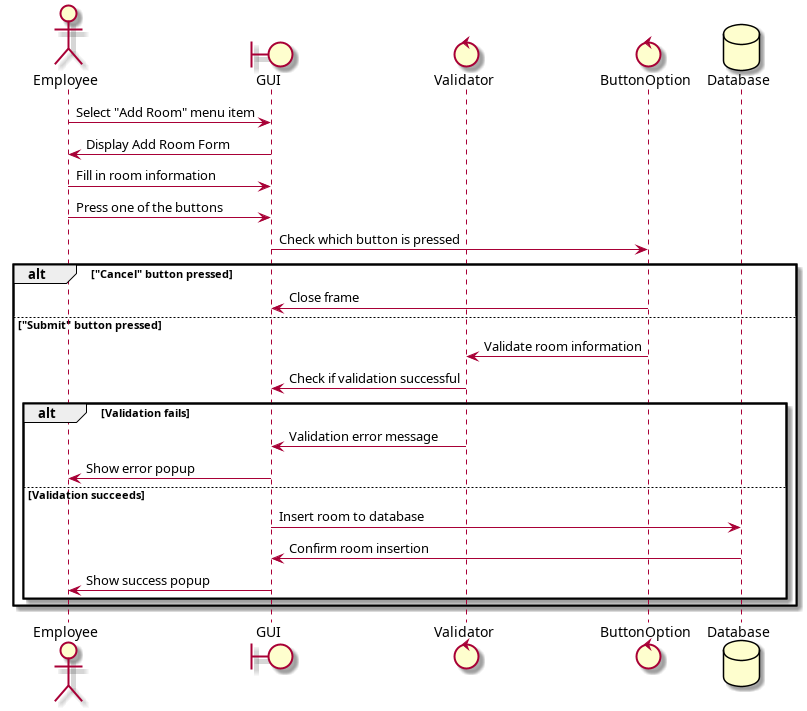 Employee
GUI
Validator
ButtonOption
Database
Select "Add Room" menu item
Display Add Room Form
Fill in room information
Press one of the buttons
Check which button is pressed
alt ["Cancel" button pressed]
Close frame
["Submit" button pressed]
Validate room information
Check if validation successful
alt [Validation fails]
Validation error message
Show error popup
[Validation succeeds]
Insert room to database
Confirm room insertion
Show success popup
Employee
GUI
Validator
ButtonOption
Database